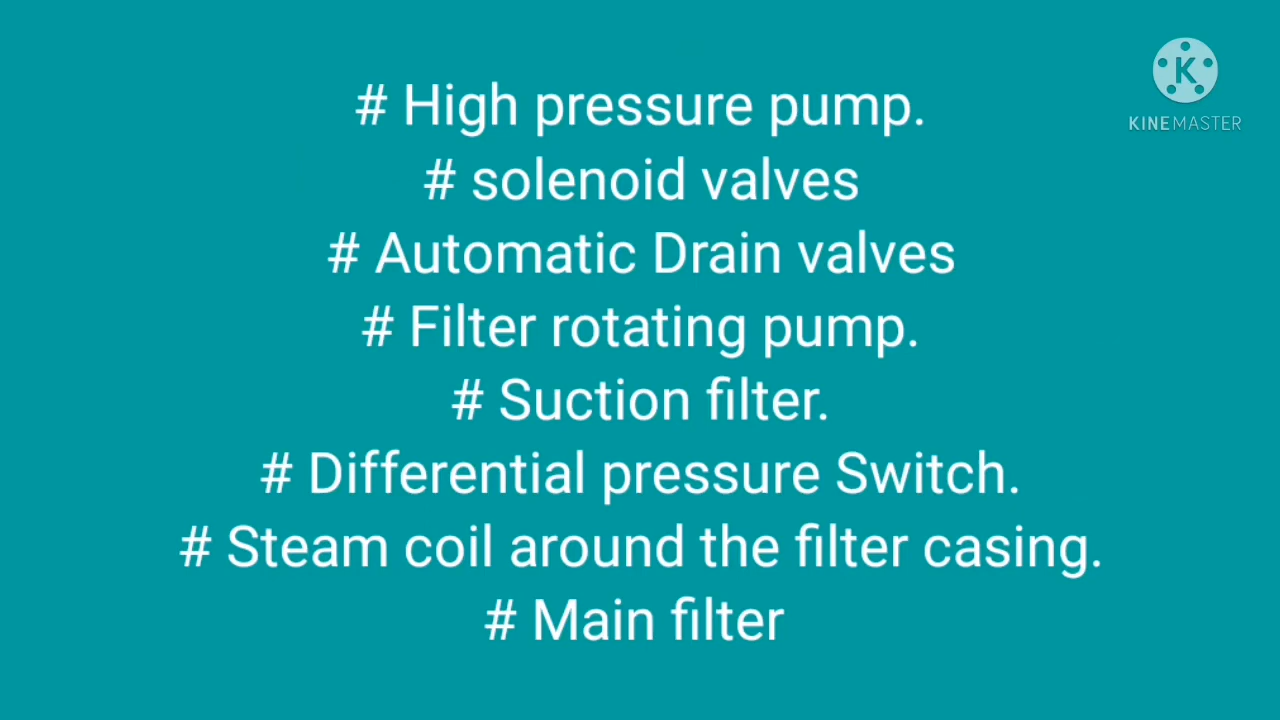 # High pressure pump.
# solenoid valves
# Automatic Drain valves
# Filter rotating pump.
# Suction filter.
# Differential pressure Switch.
# Steam coil around the filter casing.
# Main filter
K
KINEMASTER